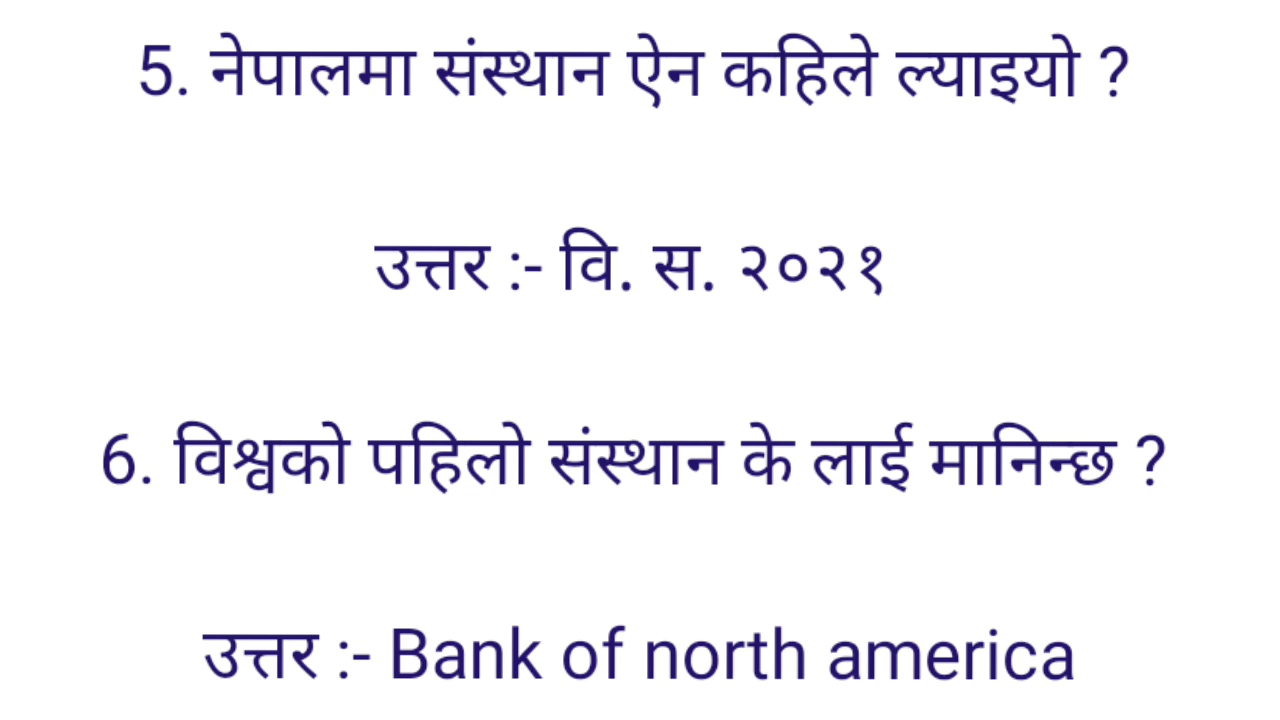 5. नेपालमा संस्थान ऐन कहिले ल्याइयो ?
उत्तर :- वि. स. २०२१
6. विश्वको पहिलो संस्थान के लाई मानिन्छ ?
उत्तर :- Bank of north america